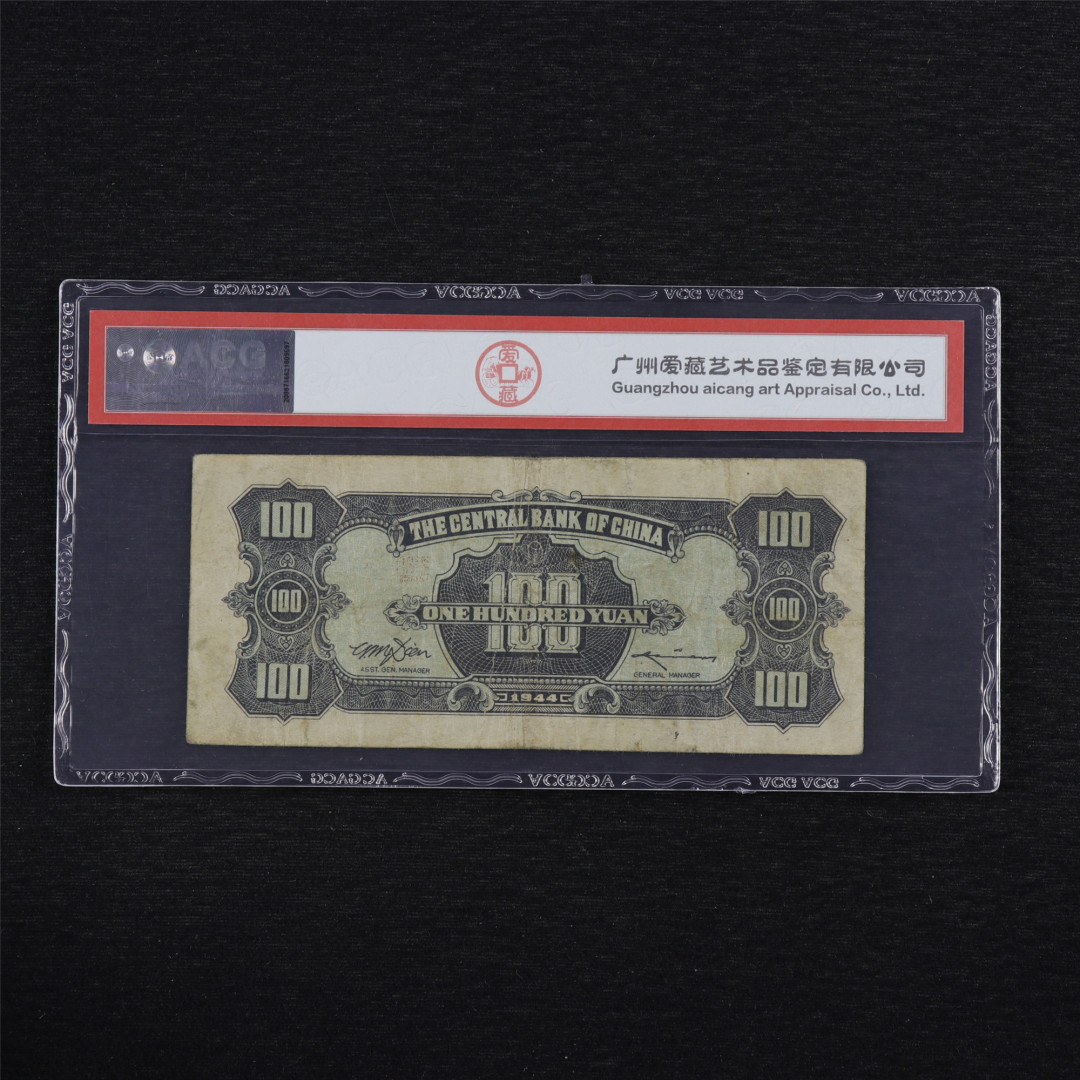 ACG
爱藏
广州爱藏艺术品鉴定有限公司
Guangzhou aicang art Appraisal Co., Ltd.
100
100
THE CENTRAL BANK OF CHINA
100
100
100
ONE HUNDRED YUAN
ASST. GEN. MANAGER
GENERAL MANAGER
100
100
1944